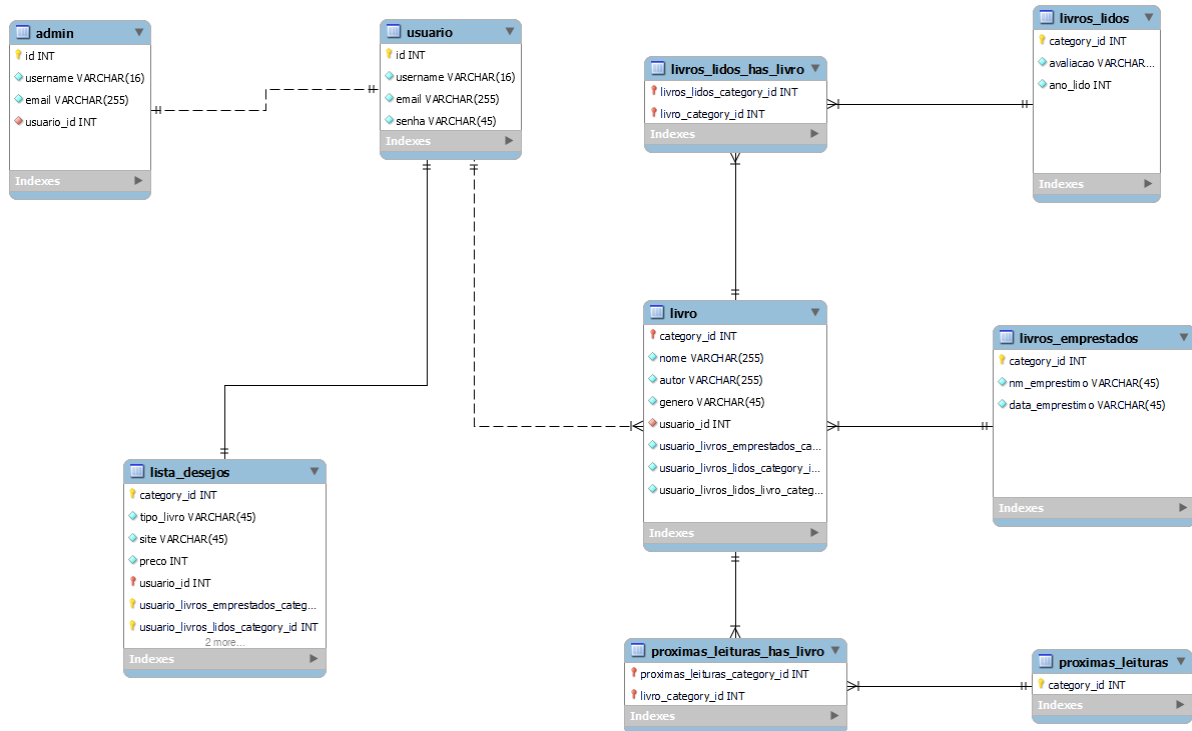 admin
id INT
username VARCHAR(16)
email VARCHAR(255)
usuario_id INT
Indexes
usuario
id INT
username VARCHAR(16)
email VARCHAR(255)
senha VARCHAR(45)
Indexes
livros_lidos_has_livro
livros_lidos_category_id INT
livro_category_id INT
Indexes
livros_lidos
category_id INT
avaliacao VARCHAR...
ano_lido INT
Indexes
livro
category_id INT
nome VARCHAR(255)
autor VARCHAR(255)
genero VARCHAR(45)
usuario_id INT
usuario_livros_emprestados_ca...
usuario_livros_lidos_category_i...
usuario_livros_lidos_livro_categ...
Indexes
livros_emprestados
category_id INT
nm_emprestimo VARCHAR(45)
data_emprestimo VARCHAR(45)
Indexes
lista_desejos
category_id INT
tipo_livro VARCHAR(45)
site VARCHAR(45)
preco INT
usuario_id INT
usuario_livros_emprestados_categ...
usuario_livros_lidos_category_id INT
2 more...
Indexes
proximas_leituras_has_livro
proximas_leituras_category_id INT
livro_category_id INT
Indexes
proximas_leituras
category_id INT
Indexes